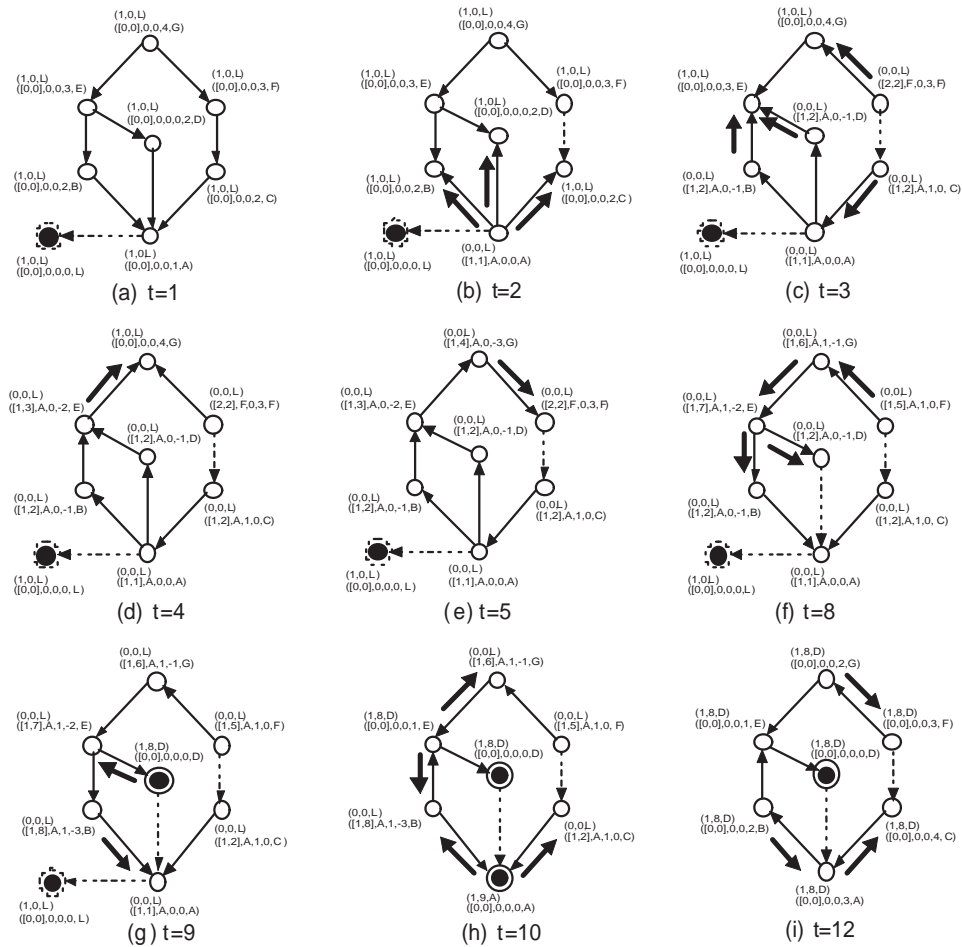 (1,0,L)
([0,0],0,0,4,G)
(1,0,L)
([0,0],0,0,3, E)
(1,0,L)
([0,0],0,0,3, F)
(1,0,L)
([0,0],0,0,0,2,D)
(1,0,L)
([0,0],0,0,2,B)
(1,0,L)
([0,0],0,0,2, C)
(1,0,L)
([0,0],0,0,0, L)
(1,0,L)
([0,0],0,0,1,A)
(a) t=1
(1,0,L)
([0,0],0,0,4,G)
(1,0,L)
([0,0],0,0,3, E)
(1,0,L)
([0,0],0,0,3, F)
(1,0,L)
([0,0],0,0,0,2,D)
(1,0,L)
([0,0],0,0,2,B)
(1,0,L)
([0,0],0,0,2,C)
(1,0,L)
([0,0],0,0,0, L)
(0,0,L)
([1,1],A,0,0,A)
(b) t=2
(1,0,L)
([0,0],0,0,4,G)
(1,0,L)
([0,0],0,0,3, E)
(0,0,L)
([2,2],F,0,3, F)
(0,0,L)
([1,2],A,0,-1,D)
(0,0,L)
([1,2],A,0,-1,B)
(0,0,L)
([1,2],A,1,0, C)
(1,0,L)
([0,0],0,0,0, L)
(0,0,L)
([1,1],A,0,0,A)
(c) t=3
(1,0,L)
([0,0],0,0,4,G)
(0,0,L)
([1,3],A,0,-2, E)
(0,0,L)
([2,2], F,0,3, F)
(0,0,L)
([1,2],A,0,-1,D)
(0,0,L)
([1,2],A,0,-1,B)
(0,0,L)
([1,2],A,1,0,C)
(1,0,L)
([0,0],0,0,0, L)
(0,0,L)
([1,1],A,0,0,A)
(d) t=4
(0,0,L)
([1,4],A,0,-3,G)
(0,0,L)
([1,3],A,0,-2, E)
(0,0,L)
([2,2], F,0,3, F)
(0,0,L)
([1,2],A,0,-1,D)
(0,0,L)
([1,2],A,0,-1,B)
(0,0,L)
([1,2],A,1,0,C)
(1,0,L)
([0,0],0,0,0, L)
(0,0,L)
([1,1],A,0,0,A)
(e) t=5
(0,0,L)
([1,6],A,1,-1,G)
(0,0,L)
([1,7],A,1,-2, E)
(0,0,L)
([1,5],A,1,0, F)
(0,0,L)
([1,2],A,0,-1,D)
(0,0,L)
([1,2],A,0,-1,B)
(0,0,L)
([1,2],A,1,0, C)
(1,0,L)
([0,0],0,0,0,L)
(0,0,L)
([1,1],A,0,0,A)
(f) t=8
(0,0,L)
([1,6],A,1,-1,G)
(0,0,L)
([1,7],A,1,-2, E)
(0,0,L)
([1,5],A,1,0,F)
(1,8,D)
([0,0],0,0,0,D)
(0,0,L)
([1,8],A,1,-3,B)
(0,0,L)
([1,2],A,1,0, C)
(1,0,L)
([0,0],0,0,0, L)
(0,0,L)
([1,1],A,0,0,A)
(g) t=9
(0,0,L)
([1,6],A,1,-1,G)
(1,8,D)
([0,0],0,0,1, E)
(0,0,L)
([1,5],A,1,0, F)
(1,8,D)
([0,0],0,0,0,D)
(0,0,L)
([1,8],A,1,-3,B)
(0,0,L)
([1,2],A,1,0,C)
(1,9,A)
([0,0],0,0,0,A)
(h) t=10
(1,8,D)
([0,0],0,0,2,G)
(1,8,D)
([0,0],0,0,1, E)
(1,8,D)
([0,0],0,0,3, F)
(1,8,D)
([0,0],0,0,0,D)
(1,8,D)
([0,0],0,0,2,B)
(1,8,D)
([0,0],0,0,4, C)
(1,8,D)
([0,0],0,0,3,A)
(i) t=12